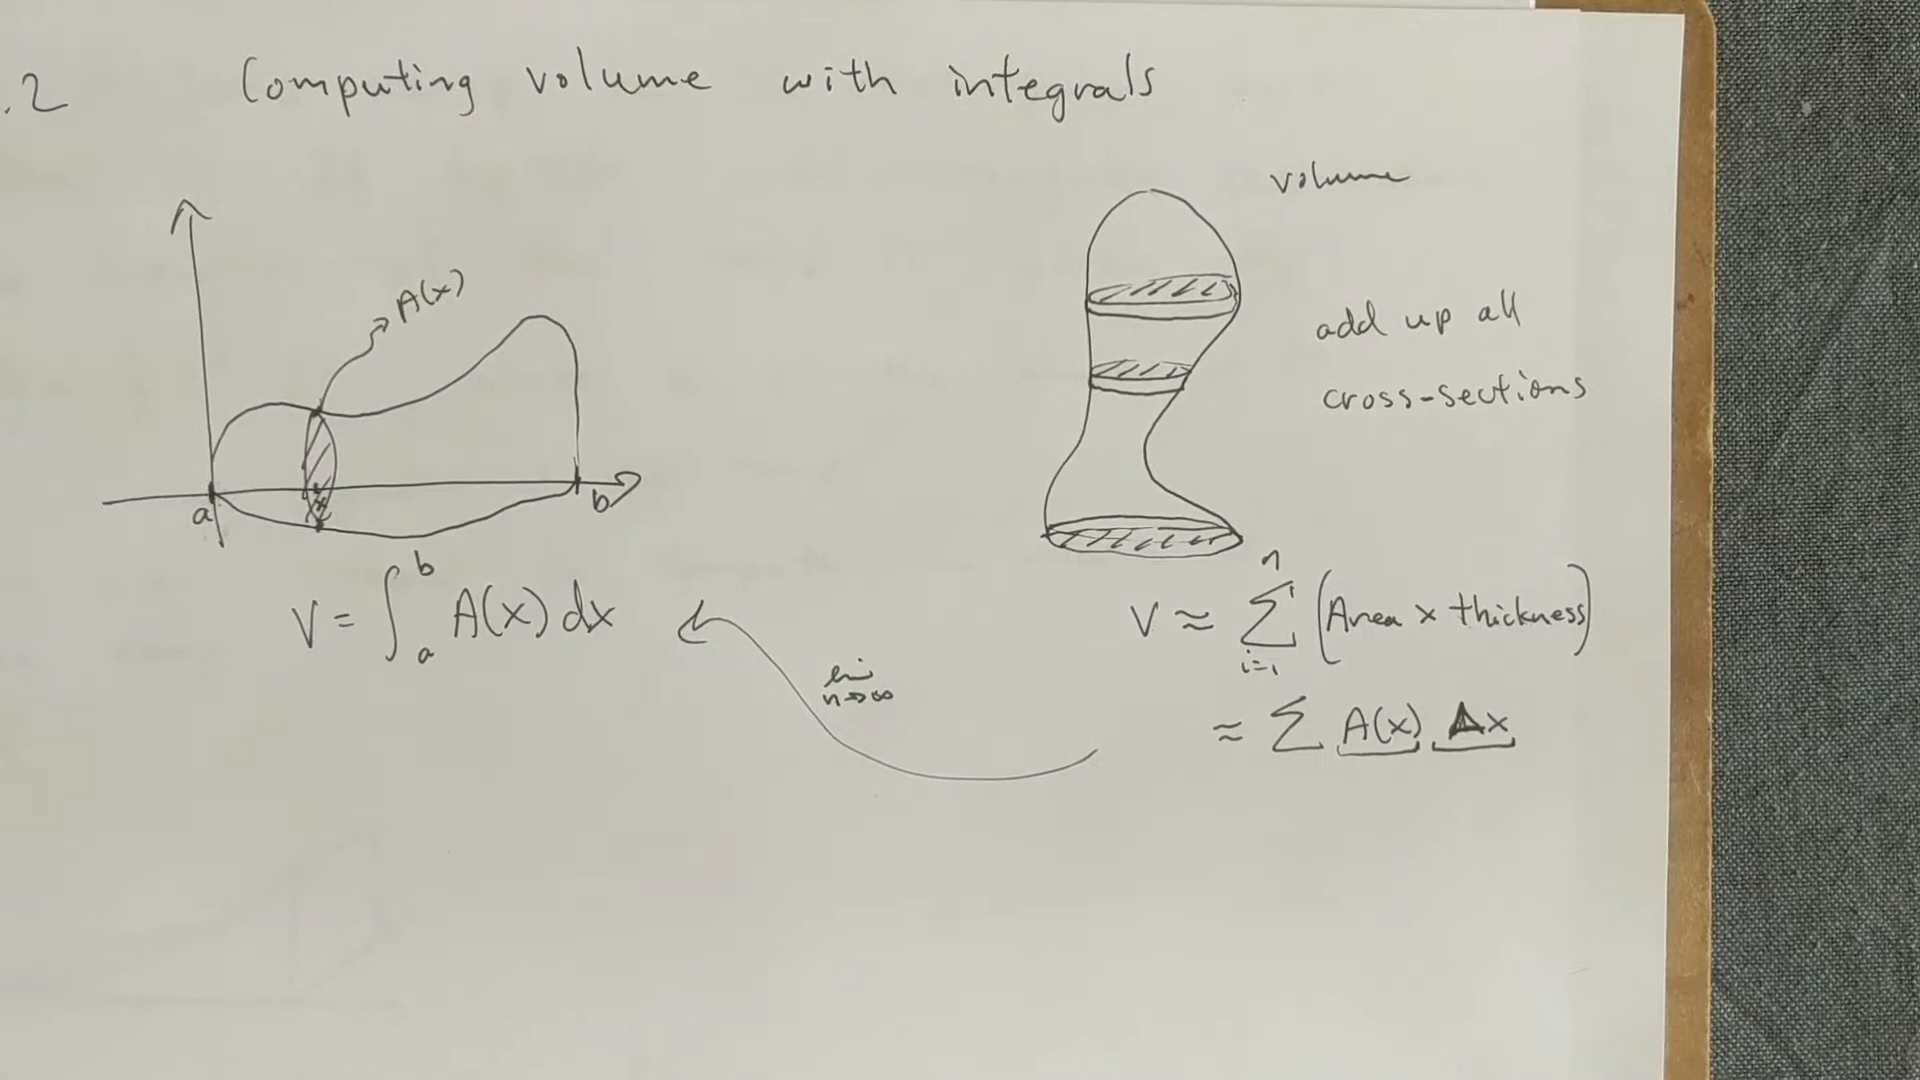 .2 Computing volume with integrals
volume
A(x)
add up all
cross-sections
a
b
V = ∫_a^b A(x) dx
V ≈ Σ_{i=1}^n (Area x thickness)
lim n→∞
≈ Σ A(x) Δx